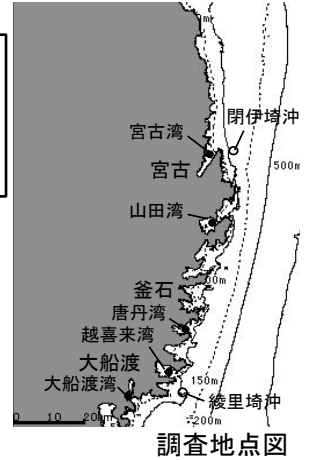 閉伊埼沖
宮古湾
宮古
500m
山田湾
釜石
唐丹湾
越喜来湾
大船渡
大船渡湾
150m
綾里埼沖
0 10 20
200m
調査地点図